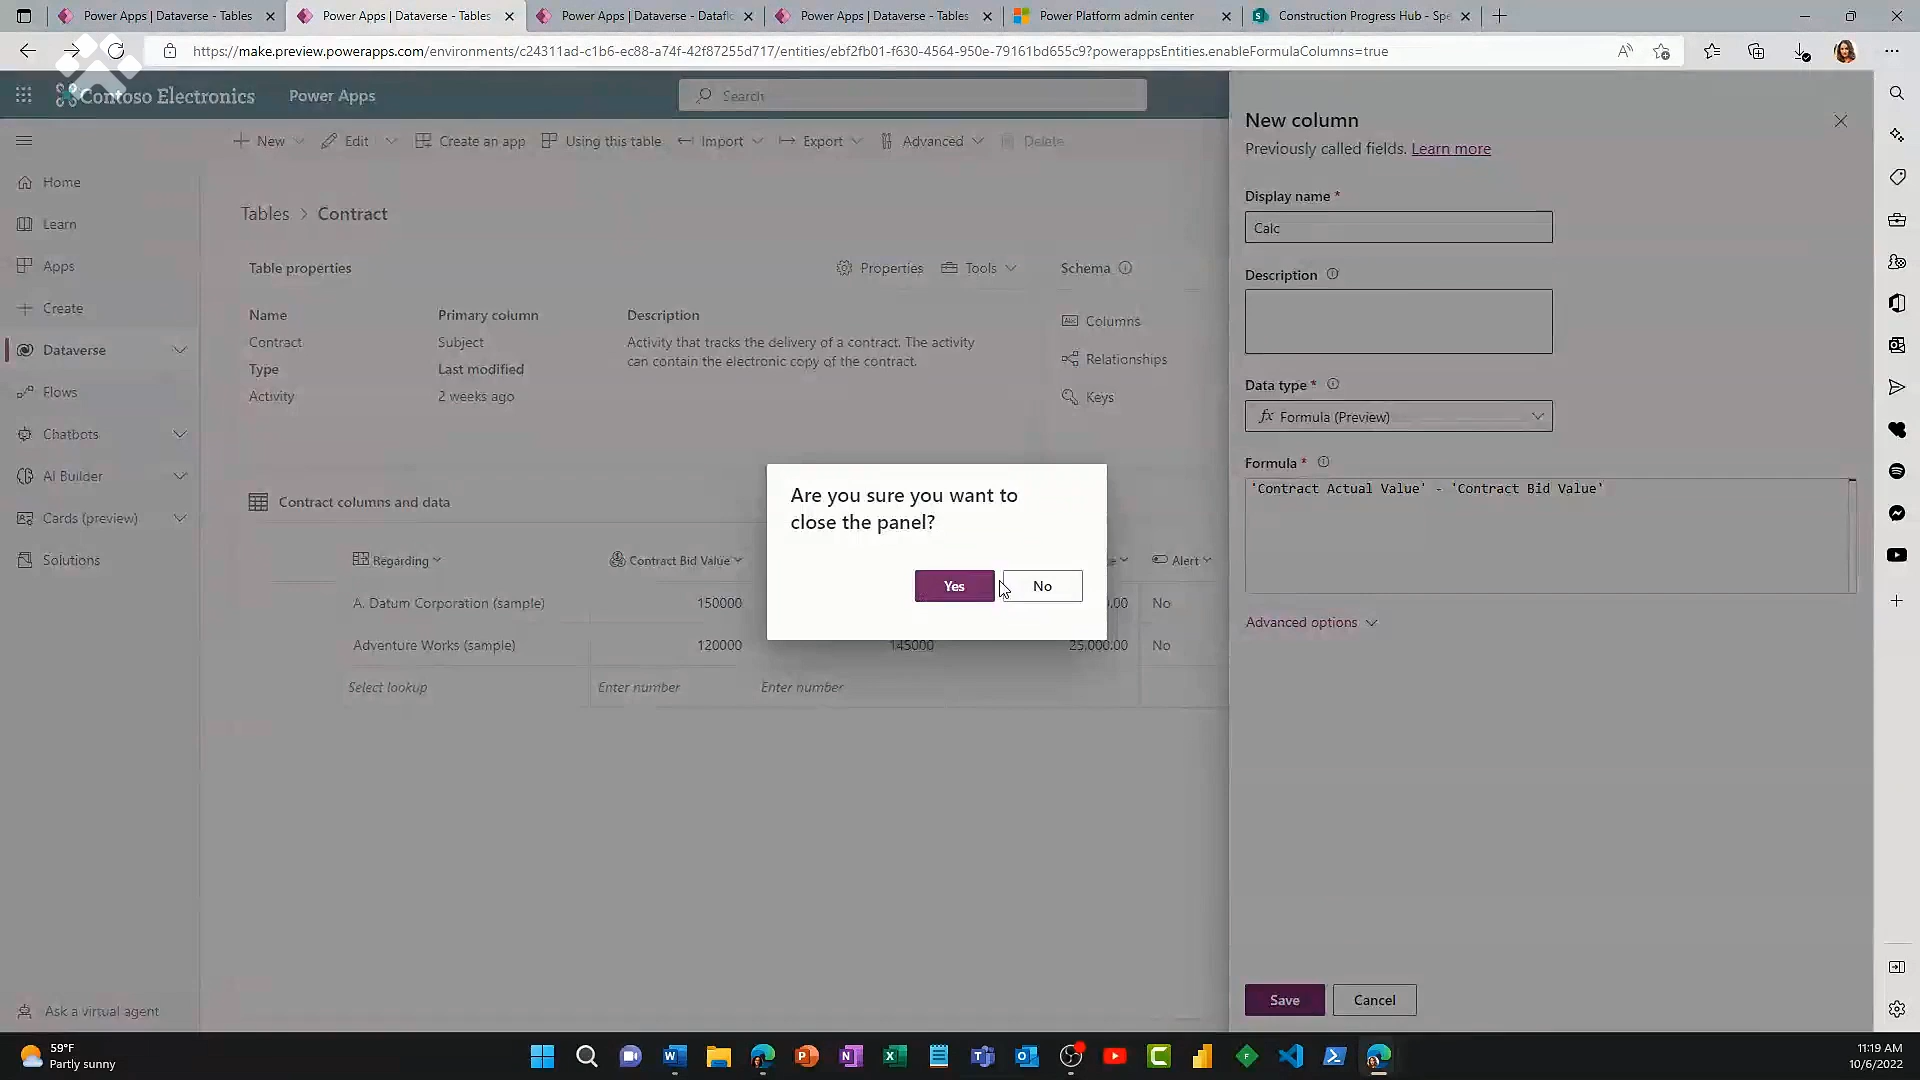 Power Apps | Dataverse - Tables
Power Apps | Dataverse - Tables
Power Apps | Dataverse - Datafl
Power Apps | Dataverse - Tables
Power Platform admin center
Construction Progress Hub - Spe
https://make.preview.powerapps.com/environments/c24311ad-c1b6-ec88-a74f-42f87255d717/entities/ebf2fb01-f630-4564-950e-79161bd655c9?powerappsEntities.enableFormulaColumns=true
Contoso Electronics
Power Apps
Search
New
Edit
Create an app
Using this table
Import
Export
Advanced
Delete
Home
Learn
Apps
Create
Dataverse
Flows
Chatbots
AI Builder
Cards (preview)
Solutions
Ask a virtual agent
Tables > Contract
Table properties
Properties
Tools
Schema
Name
Primary column
Description
Contract
Subject
Activity that tracks the delivery of a contract. The activity
can contain the electronic copy of the contract.
Type
Last modified
Activity
2 weeks ago
Columns
Relationships
Keys
Contract columns and data
Regarding
Contract Bid Value
Alert
A. Datum Corporation (sample)
150000
No
Adventure Works (sample)
120000
145000
25,000.00
No
Select lookup
Enter number
Enter number
Are you sure you want to
close the panel?
Yes
No
New column
Previously called fields. Learn more
Display name *
Calc
Description
Data type *
fx Formula (Preview)
Formula *
'Contract Actual Value' - 'Contract Bid Value'
Advanced options
Save
Cancel
59°F
Partly sunny
11:19 AM
10/6/2022